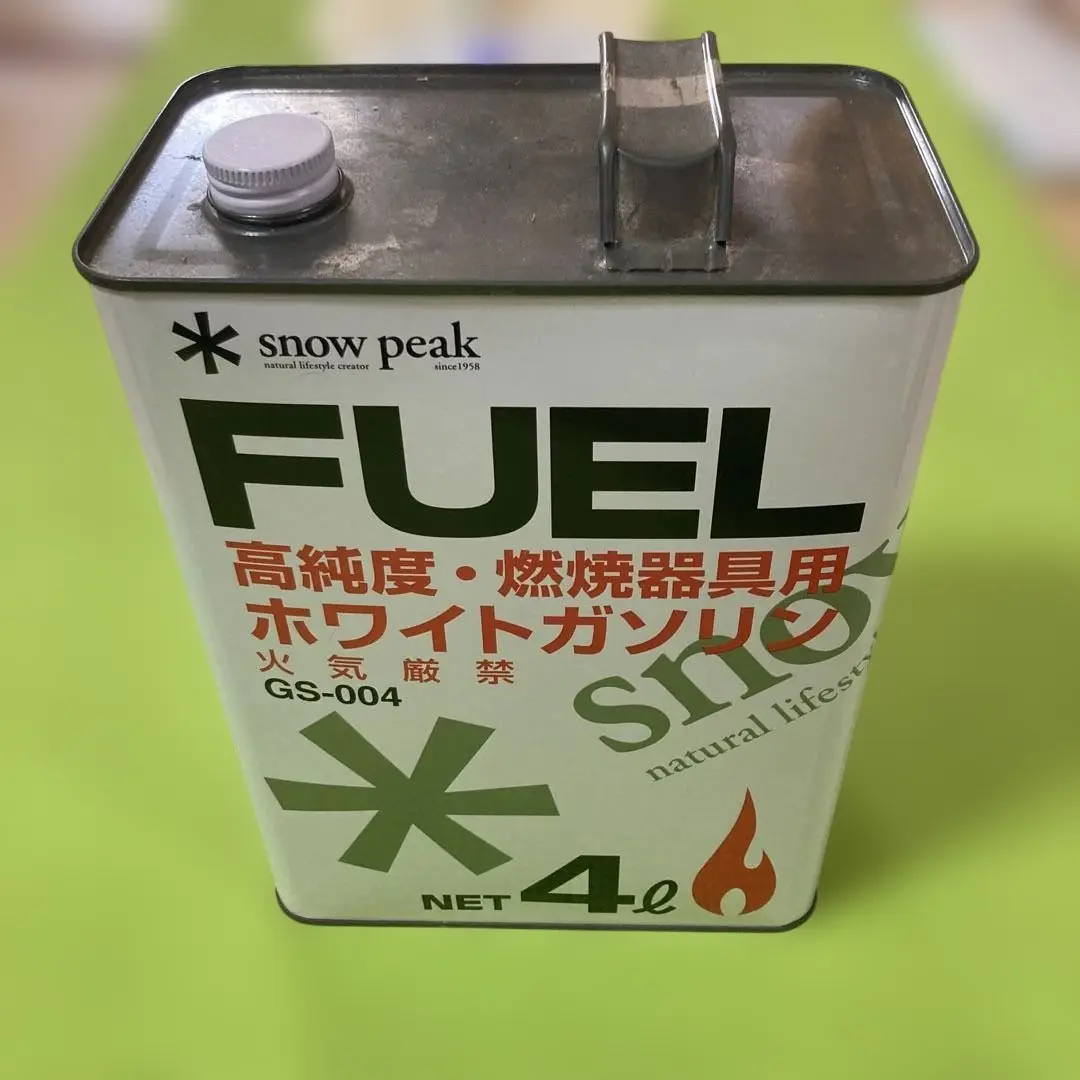 snow peak
natural lifestyle creator since1958
FUEL
高純度・燃焼器具用
ホワイトガソリン
火気厳禁
GS-004
snow
natural lifesty
NET 4ℓ